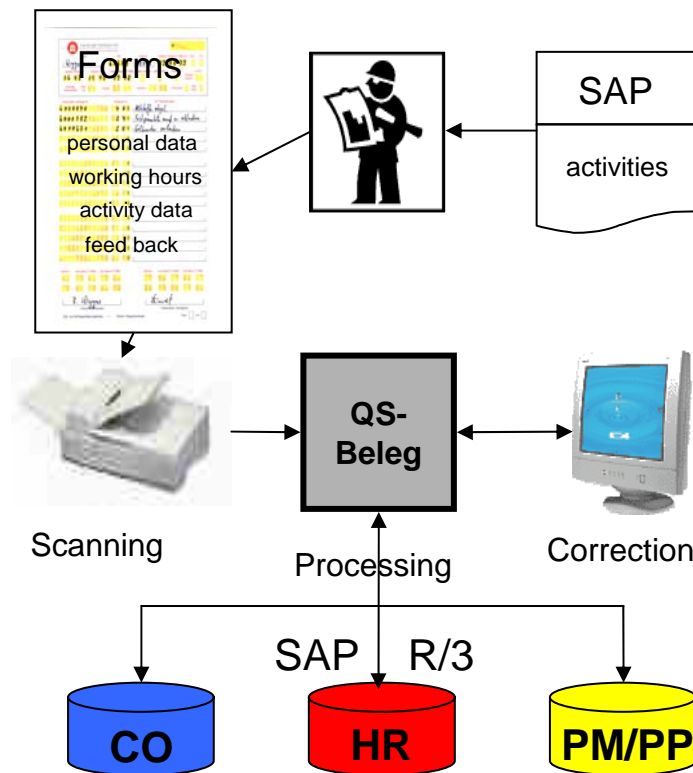 Forms
personal data
working hours
activity data
feed back
SAP
activities
QS-
Beleg
Scanning
Processing
Correction
SAP R/3
CO
HR
PM/PP